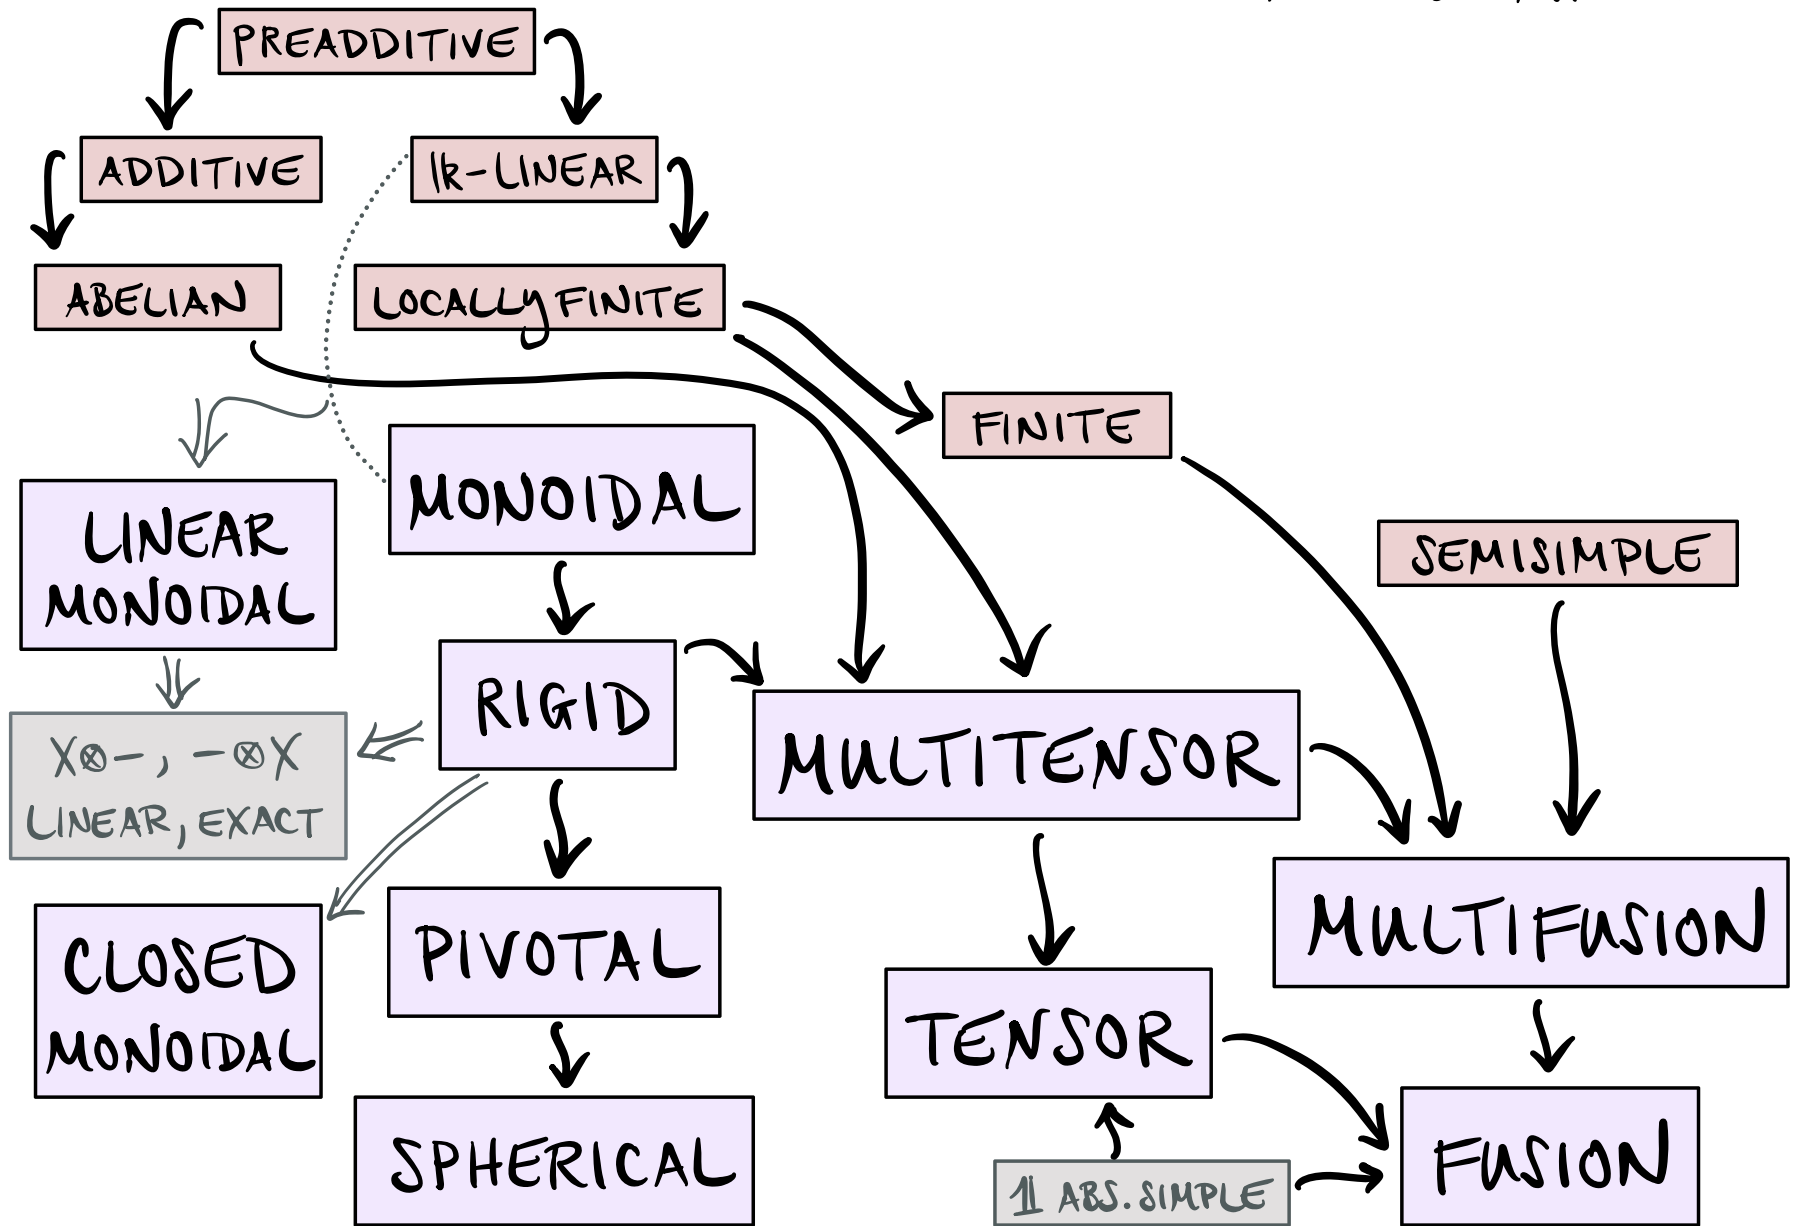 PREADDITIVE
ADDITIVE
𝕜-LINEAR
ABELIAN
LOCALLY FINITE
FINITE
MONOIDAL
LINEAR
MONOIDAL
SEMISIMPLE
RIGID
X⊗-, -⊗X
LINEAR, EXACT
MULTITENSOR
CLOSED
MONOIDAL
PIVOTAL
MULTIFUSION
TENSOR
SPHERICAL
𝟙 ABS. SIMPLE
FUSION